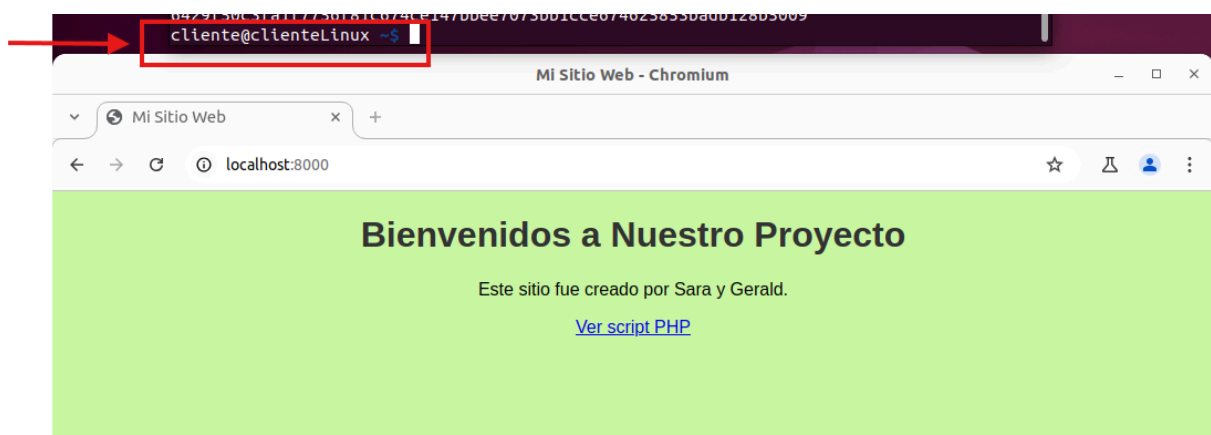 cliente@clienteLinux ~$
Mi Sitio Web - Chromium
Mi Sitio Web
localhost:8000
Bienvenidos a Nuestro Proyecto
Este sitio fue creado por Sara y Gerald.
Ver script PHP